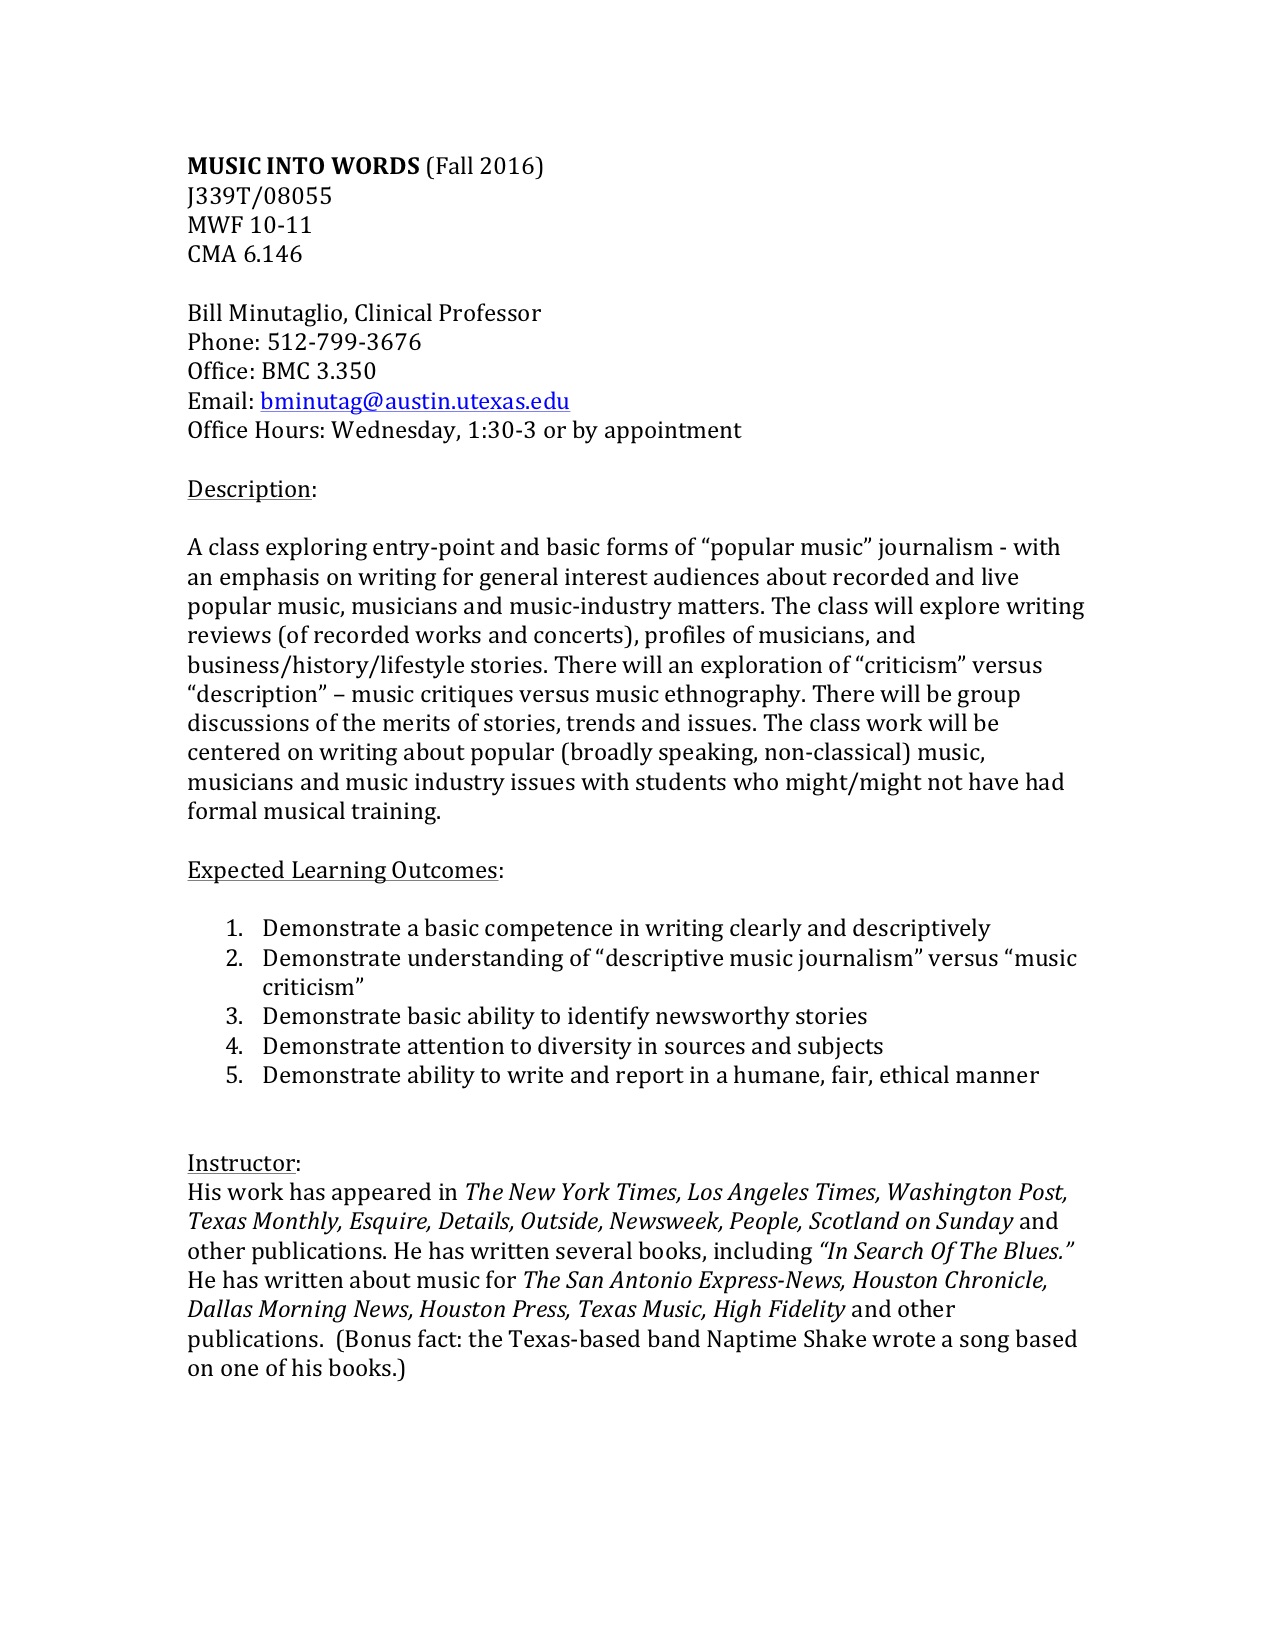 MUSIC INTO WORDS (Fall 2016)
J339T/08055
MWF 10-11
CMA 6.146
Bill Minutaglio, Clinical Professor
Phone: 512-799-3676
Office: BMC 3.350
Email: bminutag@austin.utexas.edu
Office Hours: Wednesday, 1:30-3 or by appointment
Description:
A class exploring entry-point and basic forms of “popular music” journalism - with
an emphasis on writing for general interest audiences about recorded and live
popular music, musicians and music-industry matters. The class will explore writing
reviews (of recorded works and concerts), profiles of musicians, and
business/history/lifestyle stories. There will an exploration of “criticism” versus
“description” – music critiques versus music ethnography. There will be group
discussions of the merits of stories, trends and issues. The class work will be
centered on writing about popular (broadly speaking, non-classical) music,
musicians and music industry issues with students who might/might not have had
formal musical training.
Expected Learning Outcomes:
1. Demonstrate a basic competence in writing clearly and descriptively
2. Demonstrate understanding of “descriptive music journalism” versus “music
criticism”
3. Demonstrate basic ability to identify newsworthy stories
4. Demonstrate attention to diversity in sources and subjects
5. Demonstrate ability to write and report in a humane, fair, ethical manner
Instructor:
His work has appeared in The New York Times, Los Angeles Times, Washington Post,
Texas Monthly, Esquire, Details, Outside, Newsweek, People, Scotland on Sunday and
other publications. He has written several books, including “In Search Of The Blues.”
He has written about music for The San Antonio Express-News, Houston Chronicle,
Dallas Morning News, Houston Press, Texas Music, High Fidelity and other
publications.  (Bonus fact: the Texas-based band Naptime Shake wrote a song based
on one of his books.)